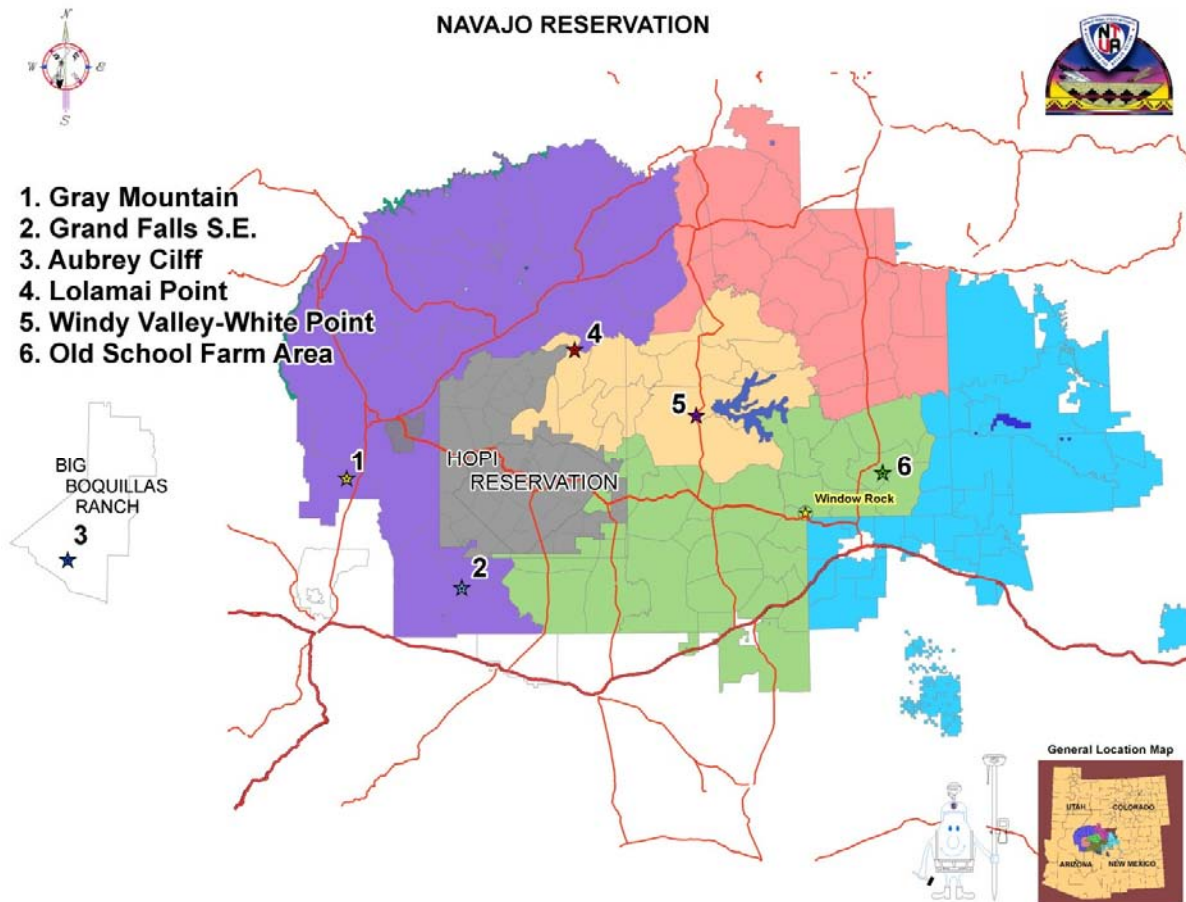 NAVAJO RESERVATION
N
W
E
S
NTUA
1. Gray Mountain
2. Grand Falls S.E.
3. Aubrey Cilff
4. Lolamai Point
5. Windy Valley-White Point
6. Old School Farm Area
4
5
1
HOPI
RESERVATION
6
Window Rock
BIG
BOQUILLAS
RANCH
3
2
General Location Map
UTAH
COLORADO
ARIZONA
NEW MEXICO